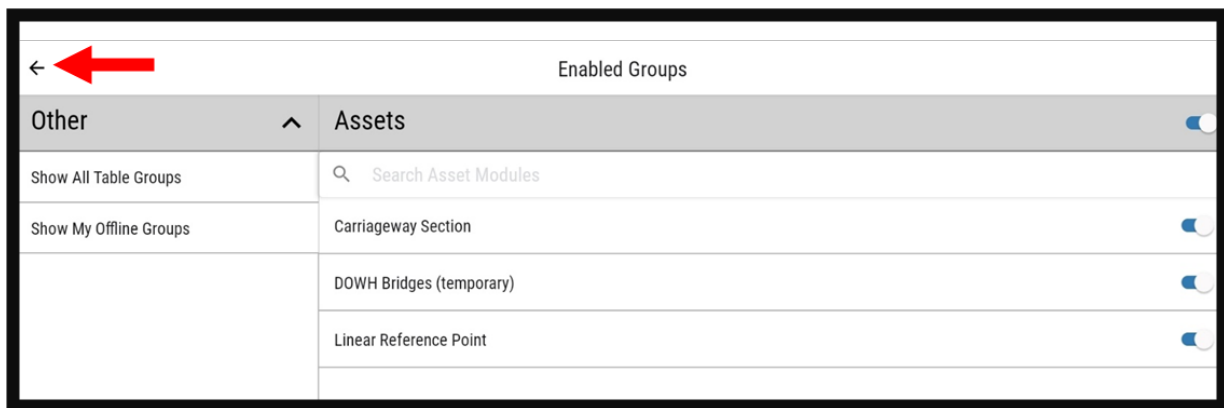 Enabled Groups
Other
Assets
Show All Table Groups
Search Asset Modules
Show My Offline Groups
Carriageway Section
DOWH Bridges (temporary)
Linear Reference Point